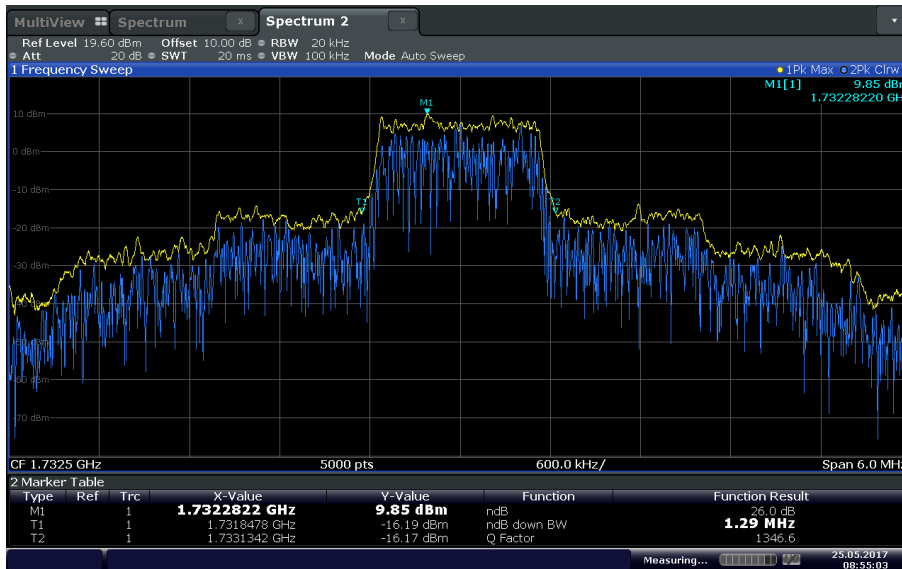 MultiView Spectrum x Spectrum 2 x
Ref Level 19.60 dBm Offset 10.00 dB RBW 20 kHz
Att 20 dB SWT 20 ms VBW 100 kHz Mode Auto Sweep
1 Frequency Sweep 1Pk Max 2Pk Clrw
M1[1] 9.85 dBm
1.73228220 GH
M1
10 dBm
0 dBm
-10 dBm
T1 T2
-20 dBm
-30 dBm
-60 dBm
-70 dBm
CF 1.7325 GHz 5000 pts 600.0 kHz/ Span 6.0 MHz
2 Marker Table
Type Ref Trc X-Value Y-Value Function Function Result
M1 1 1.7322822 GHz 9.85 dBm ndB 26.0 dB
T1 1 1.7318478 GHz -16.19 dBm ndB down BW 1.29 MHz
T2 1 1.7331342 GHz -16.17 dBm Q Factor 1346.6
Measuring... 25.05.2017
08:55:03